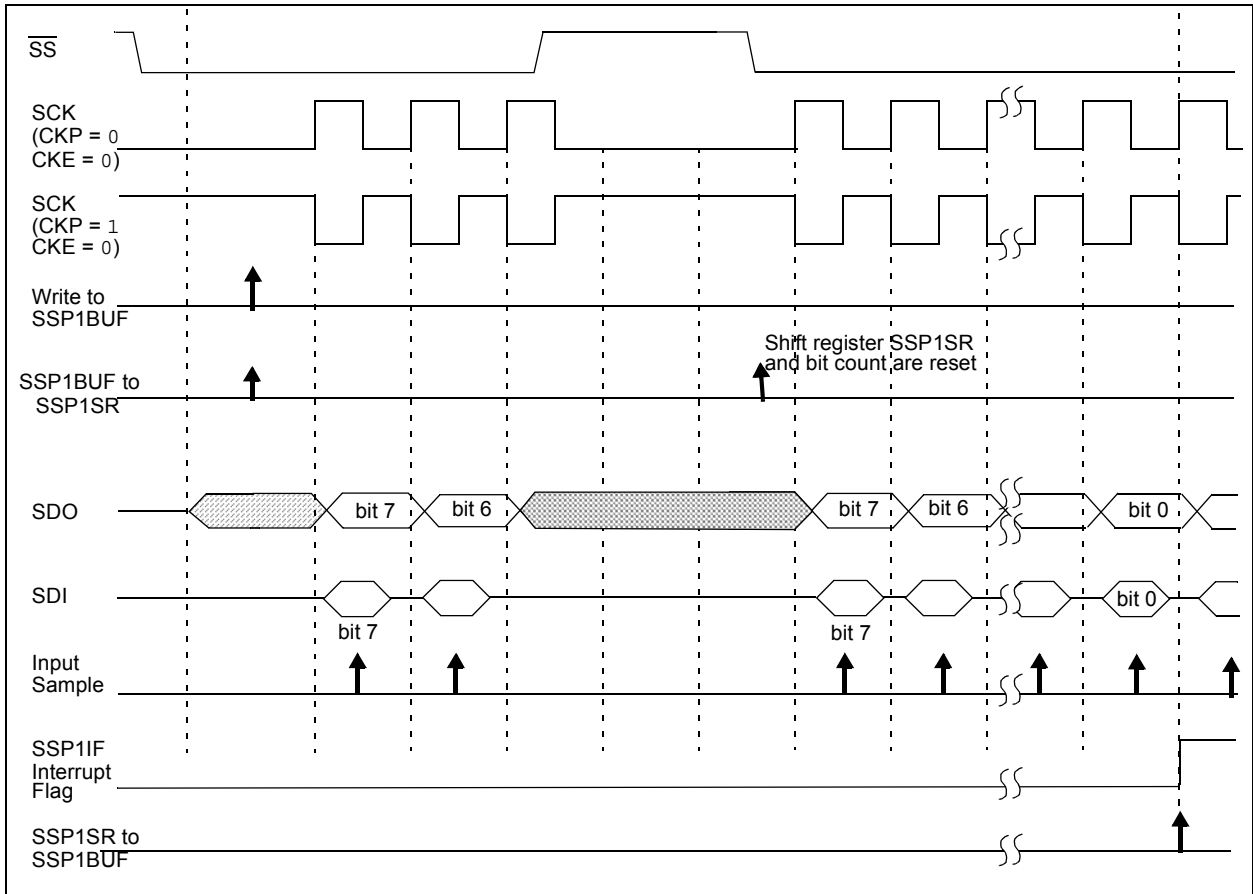 SS
SCK
(CKP = 0
CKE = 0)
SCK
(CKP = 1
CKE = 0)
Write to
SSP1BUF
Shift register SSP1SR
and bit count are reset
SSP1BUF to
SSP1SR
SDO
bit 7
bit 6
bit 7
bit 6
bit 0
SDI
bit 0
bit 7
bit 7
Input
Sample
SSP1IF
Interrupt
Flag
SSP1SR to
SSP1BUF